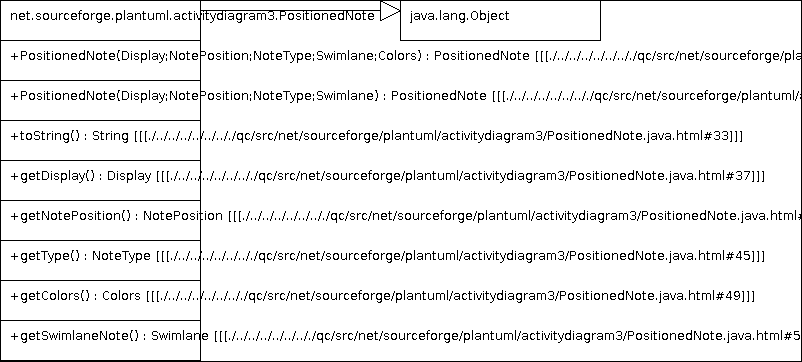 net.sourceforge.plantuml.activitydiagram3.PositionedNote
java.lang.Object
+PositionedNote(Display;NotePosition;NoteType;Swimlane;Colors) : PositionedNote [[[./../../../../../../qc/src/net/sourceforge/pla
+PositionedNote(Display;NotePosition;NoteType;Swimlane) : PositionedNote [[[./../../../../../../qc/src/net/sourceforge/plantuml/a
+toString() : String [[[./../../../../../../qc/src/net/sourceforge/plantuml/activitydiagram3/PositionedNote.java.html#33]]]
+getDisplay() : Display [[[./../../../../../../qc/src/net/sourceforge/plantuml/activitydiagram3/PositionedNote.java.html#37]]]
+getNotePosition() : NotePosition [[[./../../../../../../qc/src/net/sourceforge/plantuml/activitydiagram3/PositionedNote.java.html#
+getType() : NoteType [[[./../../../../../../qc/src/net/sourceforge/plantuml/activitydiagram3/PositionedNote.java.html#45]]]
+getColors() : Colors [[[./../../../../../../qc/src/net/sourceforge/plantuml/activitydiagram3/PositionedNote.java.html#49]]]
+getSwimlaneNote() : Swimlane [[[./../../../../../../qc/src/net/sourceforge/plantuml/activitydiagram3/PositionedNote.java.html#5